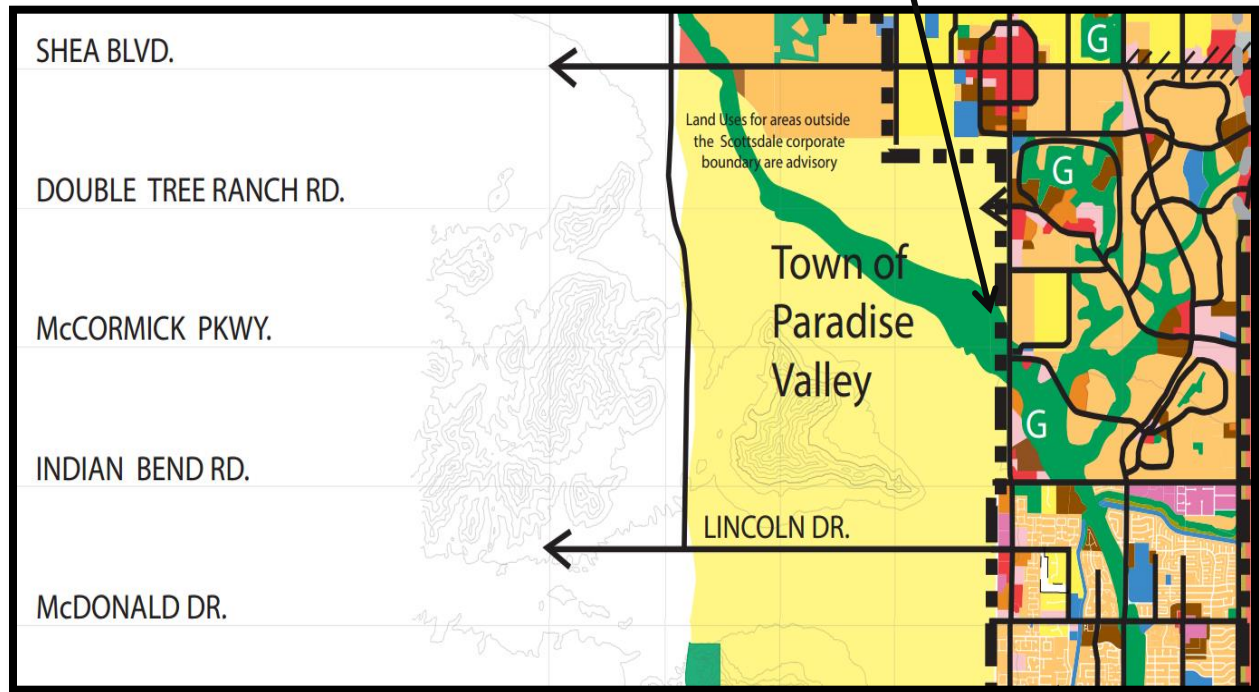 SHEA BLVD.
G
Land Uses for areas outside
the Scottsdale corporate
boundary are advisory
DOUBLE TREE RANCH RD.
G
Town of
Paradise
Valley
McCORMICK PKWY.
G
INDIAN BEND RD.
LINCOLN DR.
McDONALD DR.